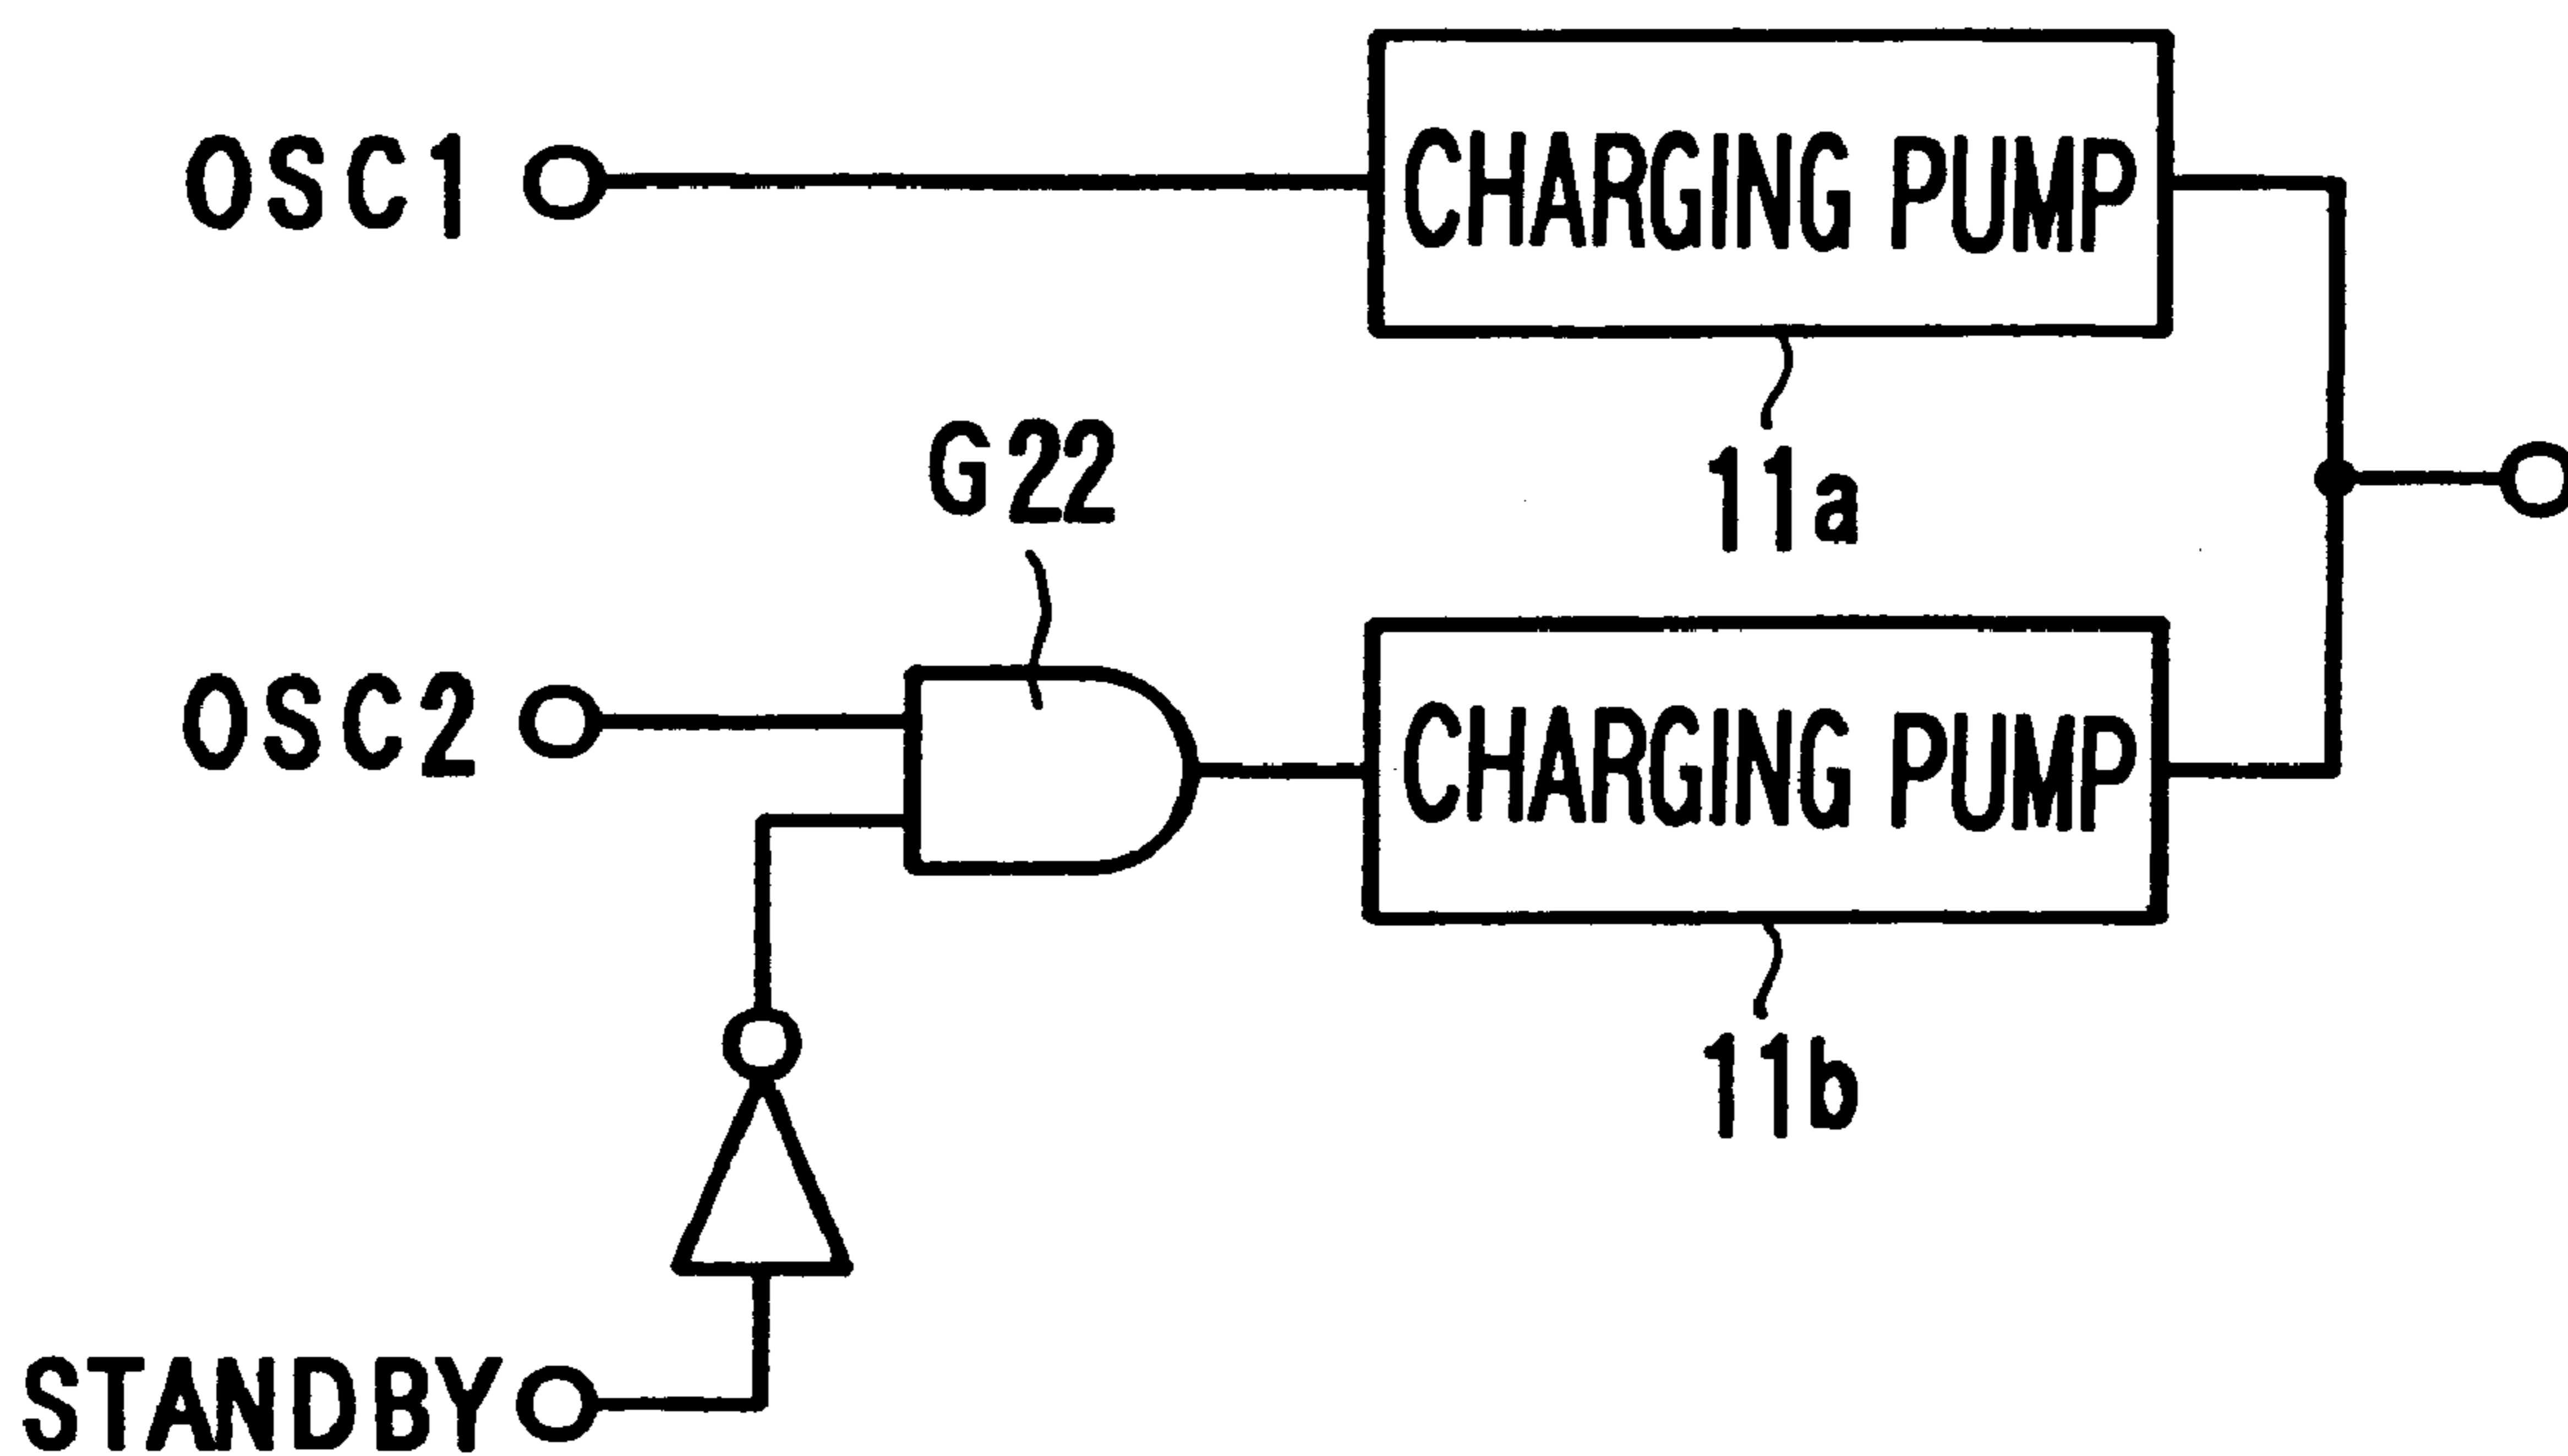 OSC1
CHARGING PUMP
11a
G22
OSC2
CHARGING PUMP
11b
STANDBY